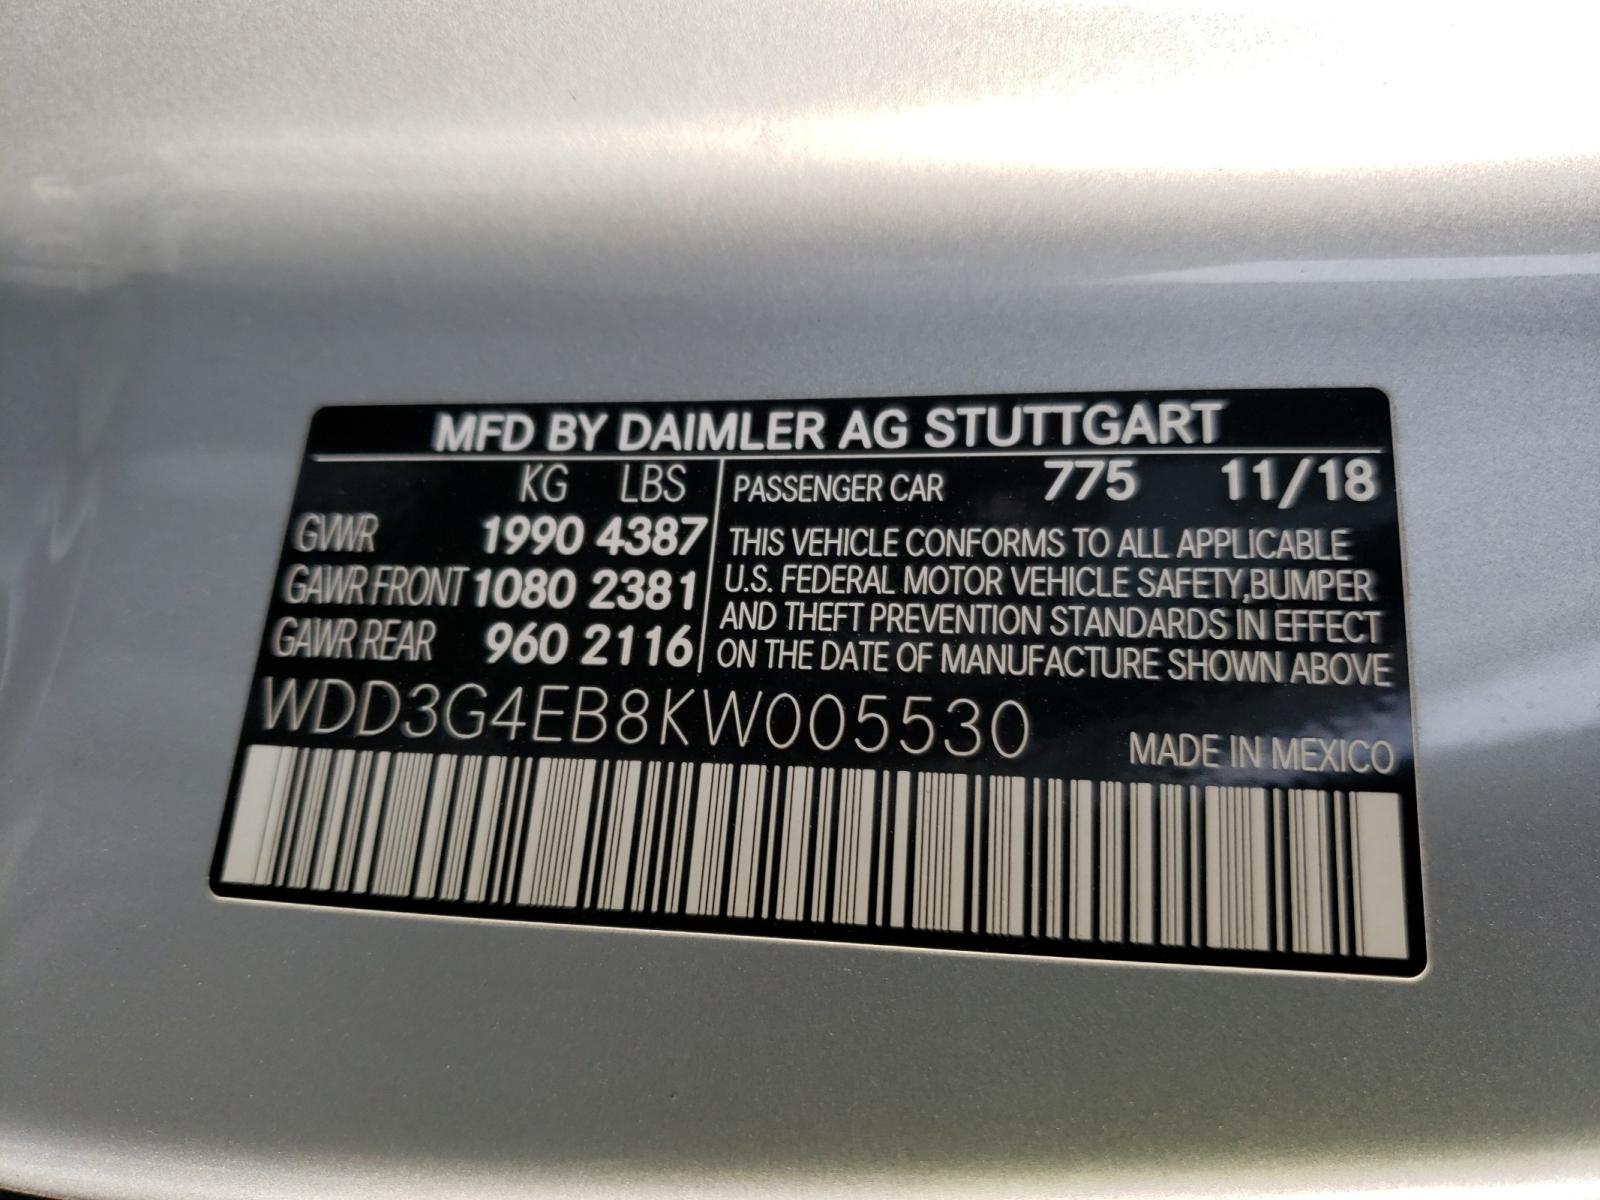 MFD BY DAIMLER AG STUTTGART
KG LBS
GVWR 1990 4387
GAWR FRONT 1080 2381
GAWR REAR 960 2116
PASSENGER CAR 775 11/18
THIS VEHICLE CONFORMS TO ALL APPLICABLE
U.S. FEDERAL MOTOR VEHICLE SAFETY,BUMPER
AND THEFT PREVENTION STANDARDS IN EFFECT
ON THE DATE OF MANUFACTURE SHOWN ABOVE
WDD3G4EB8KW005530
MADE IN MEXICO